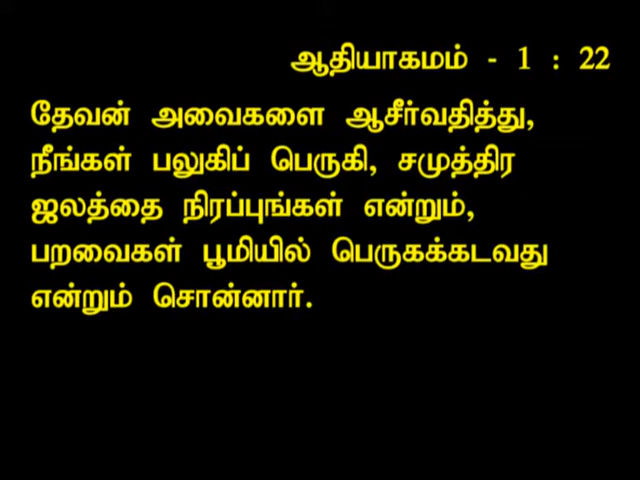 ஆதியாகமம் - 1 : 22
தேவன் அவைகளை ஆசீர்வதித்து,
நீங்கள் பலுகிப் பெருகி, சமுத்திர
ஜலத்தை நிரப்புங்கள் என்றும்,
பறவைகள் பூமியில் பெருகக்கடவது
என்றும் சொன்னார்.